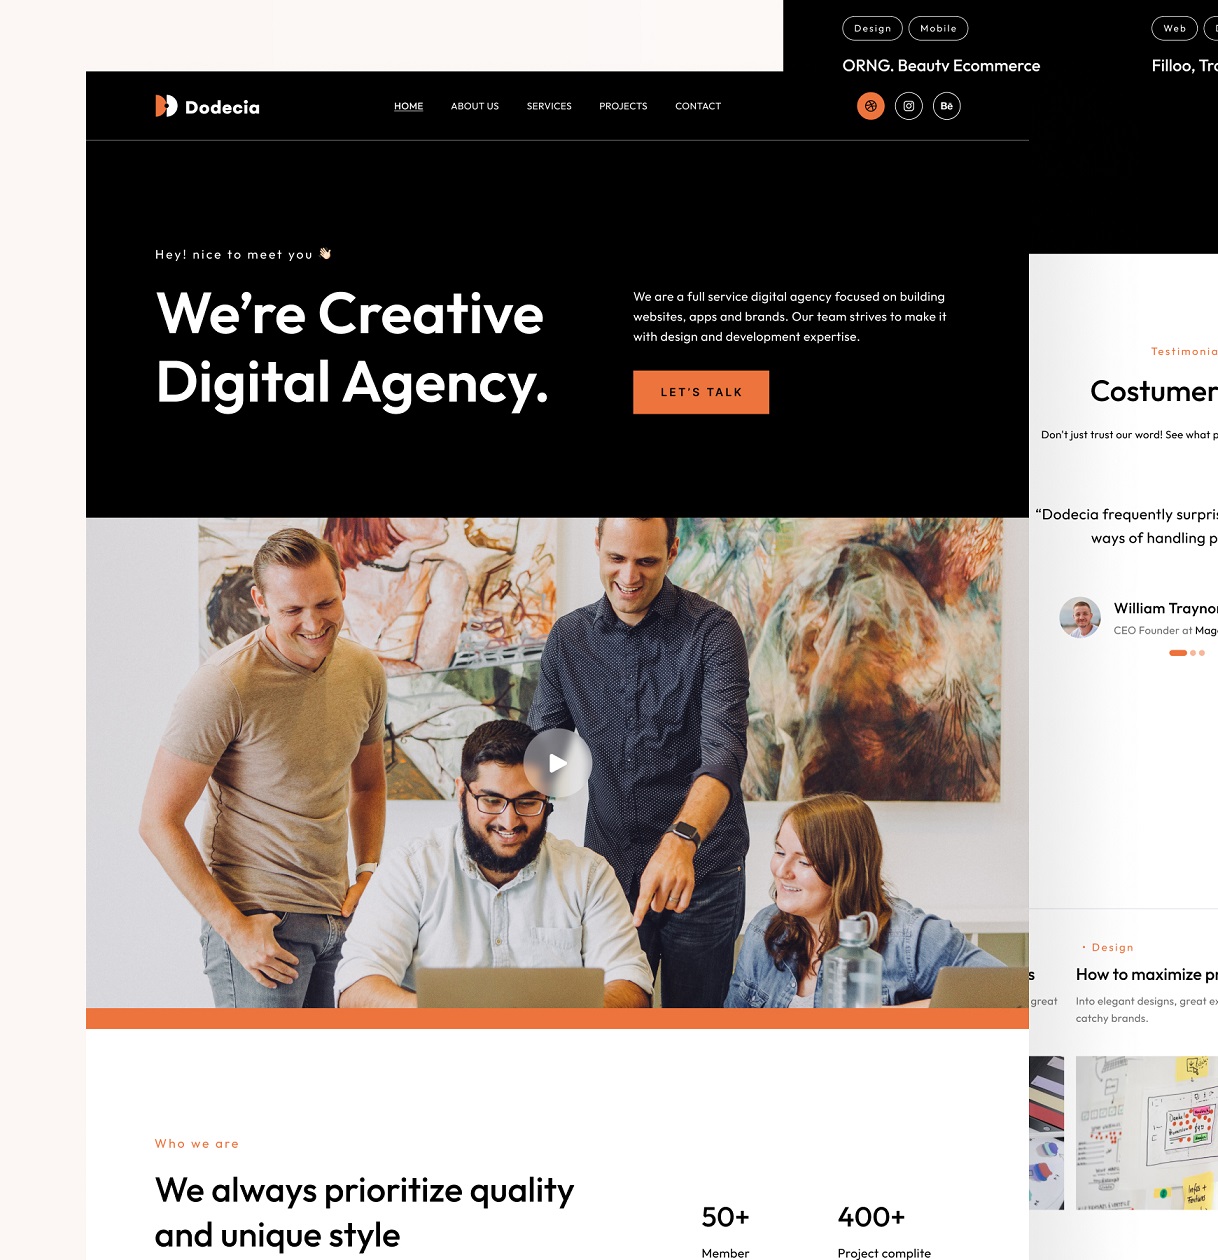 Design
Mobile
Web
ORNG. Beauty Ecommerce
Filloo, Tra
Dodecia
HOME
ABOUT US
SERVICES
PROJECTS
CONTACT
Bē
Hey! nice to meet you 👋🏻
We’re Creative
Digital Agency.
We are a full service digital agency focused on building
websites, apps and brands. Our team strives to make it
with design and development expertise.
LET’S TALK
Testimonia
Costumer
Don't just trust our word! See what p
“Dodecia frequently surpris
ways of handling p
William Traynor
CEO Founder at Mag
• Design
s
How to maximize pr
great
Into elegant designs, great ex
catchy brands.
Infos +
Who we are
We always prioritize quality
and unique style
50+
400+
Member
Project complite